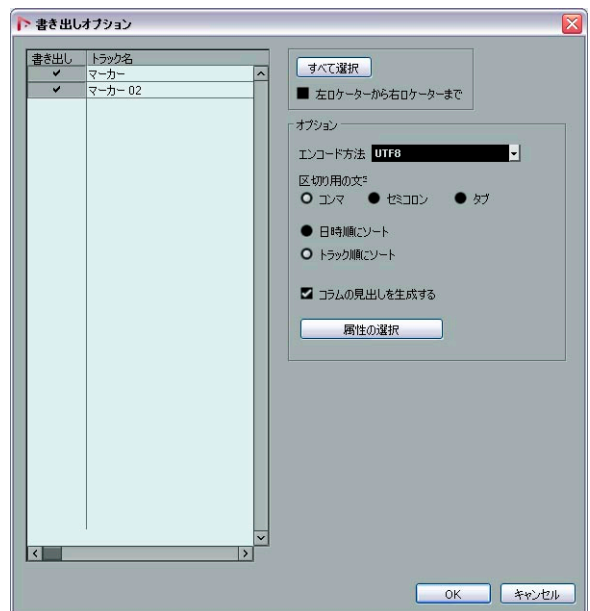 書き出しオプション
書き出し トラック名
マーカー
マーカー 02
すべて選択
左ロケーターから右ロケーターまで
オプション
エンコード方法 UTF8
区切り用の文
コンマ セミコロン タブ
日時順にソート
トラック順にソート
コラムの見出しを生成する
属性の選択
OK キャンセル